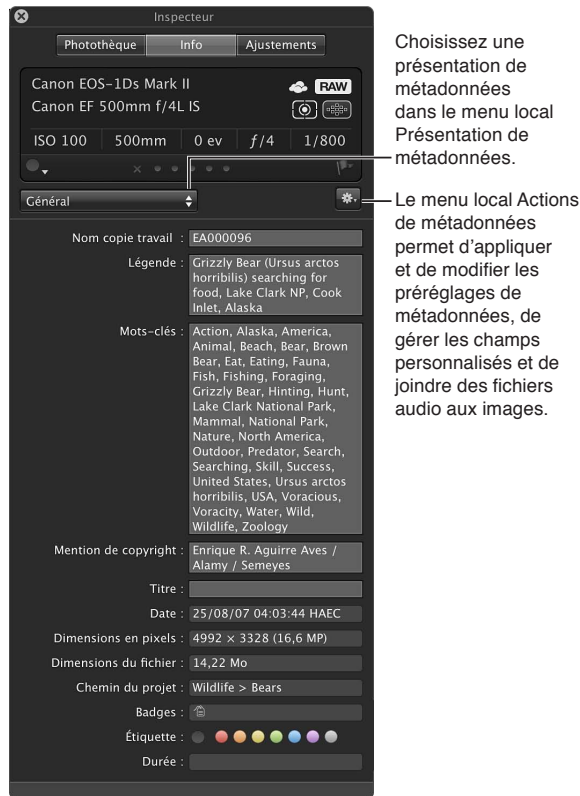 Inspecteur
Photothèque Info Ajustements
Canon EOS-1Ds Mark II
RAW
Canon EF 500mm f/4L IS
ISO 100 500mm 0 ev ƒ/4 1/800
Général
Nom copie travail : EA000096
Légende : Grizzly Bear (Ursus arctos
horribilis) searching for
food, Lake Clark NP, Cook
Inlet, Alaska
Mots-clés : Action, Alaska, America,
Animal, Beach, Bear, Brown
Bear, Eat, Eating, Fauna,
Fish, Fishing, Foraging,
Grizzly Bear, Hinting, Hunt,
Lake Clark National Park,
Mammal, National Park,
Nature, North America,
Outdoor, Predator, Search,
Searching, Skill, Success,
United States, Ursus arctos
horribilis, USA, Voracious,
Voracity, Water, Wild,
Wildlife, Zoology
Mention de copyright : Enrique R. Aguirre Aves /
Alamy / Semeyes
Titre :
Date : 25/08/07 04:03:44 HAEC
Dimensions en pixels : 4992 × 3328 (16,6 MP)
Dimensions du fichier : 14,22 Mo
Chemin du projet : Wildlife > Bears
Badges :
Étiquette :
Durée :
Choisissez une
présentation de
métadonnées
dans le menu local
Présentation de
métadonnées.
Le menu local Actions
de métadonnées
permet d'appliquer
et de modifier les
préréglages de
métadonnées, de
gérer les champs
personnalisés et de
joindre des fichiers
audio aux images.